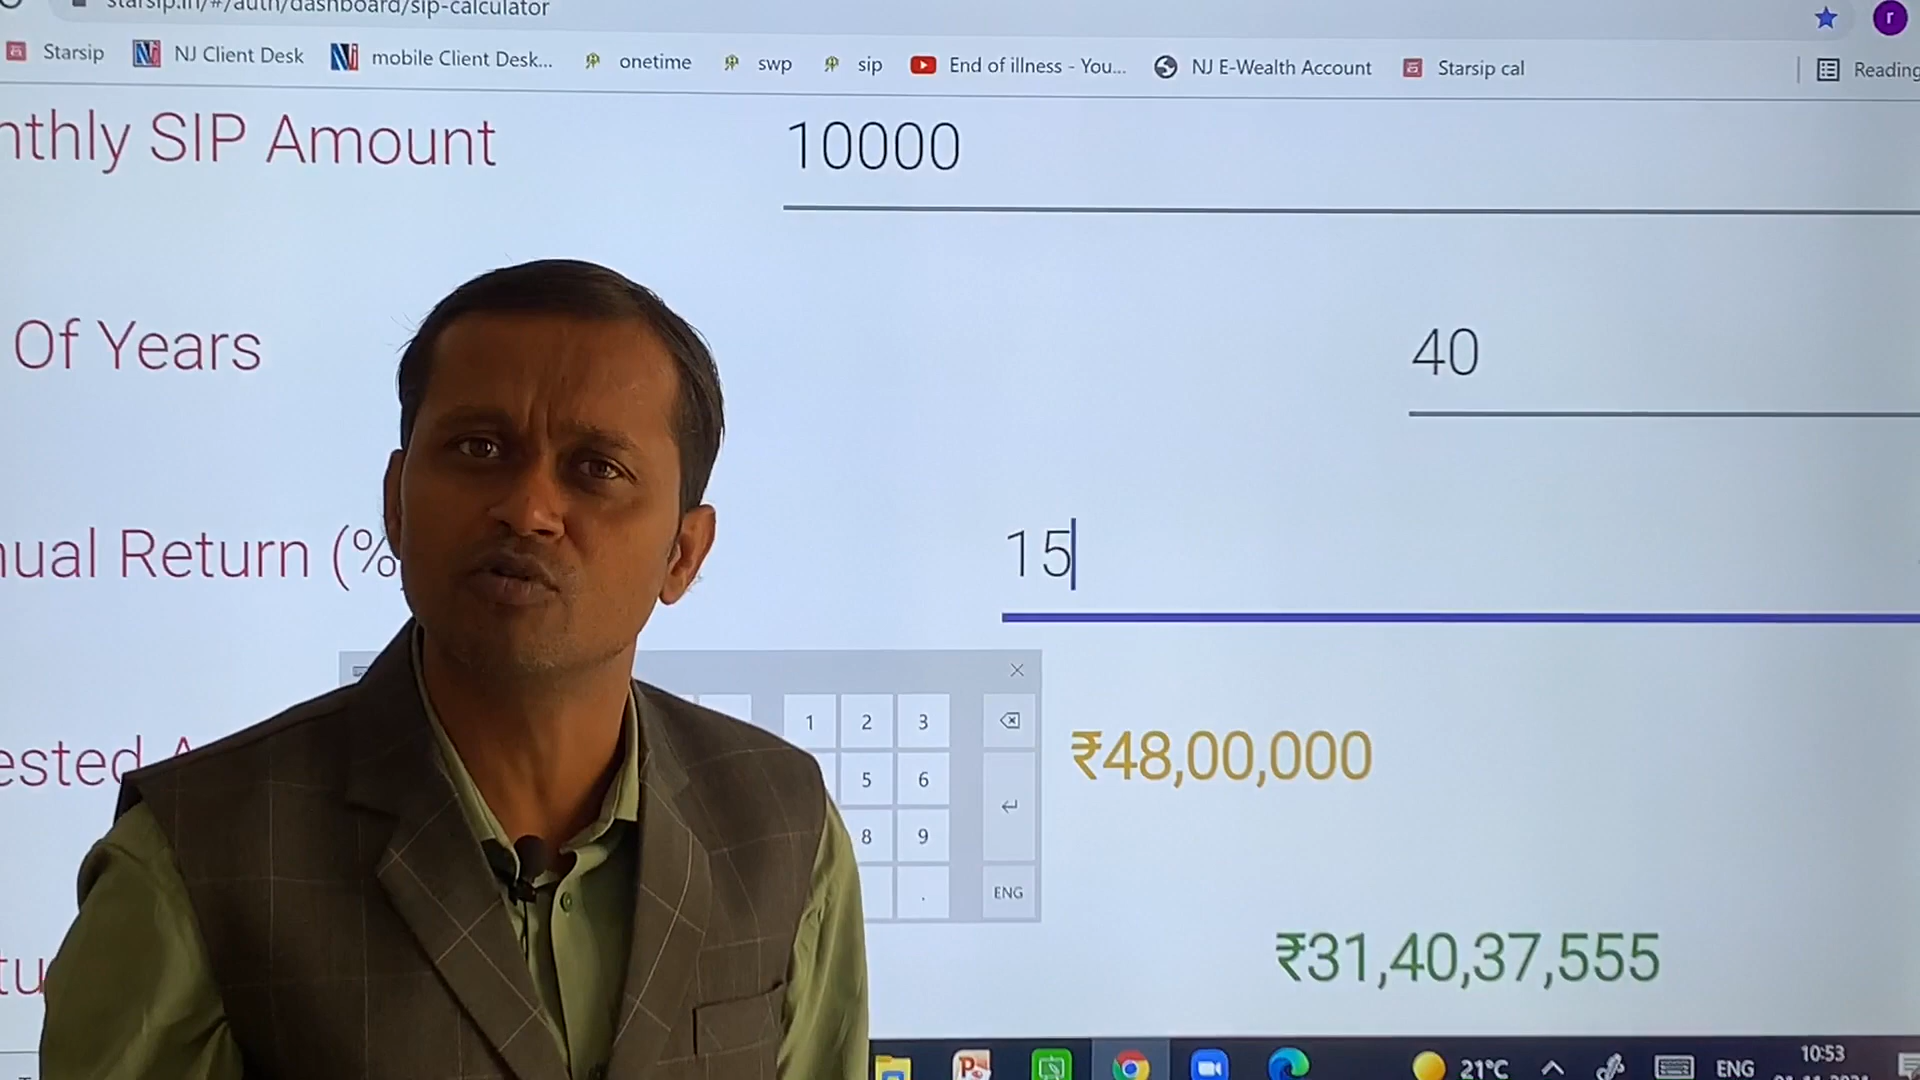 starsip.in/#/auth/dashboard/sip-calculator
r
Starsip NJ Client Desk mobile Client Desk... onetime swp sip End of illness - You... NJ E-Wealth Account Starsip cal Reading
nthly SIP Amount 10000
Of Years 40
nual Return (% 15
1 2 3
ested A ₹48,00,000
5 6
8 9
. ENG
tu ₹31,40,37,555
21°C ENG 10:53